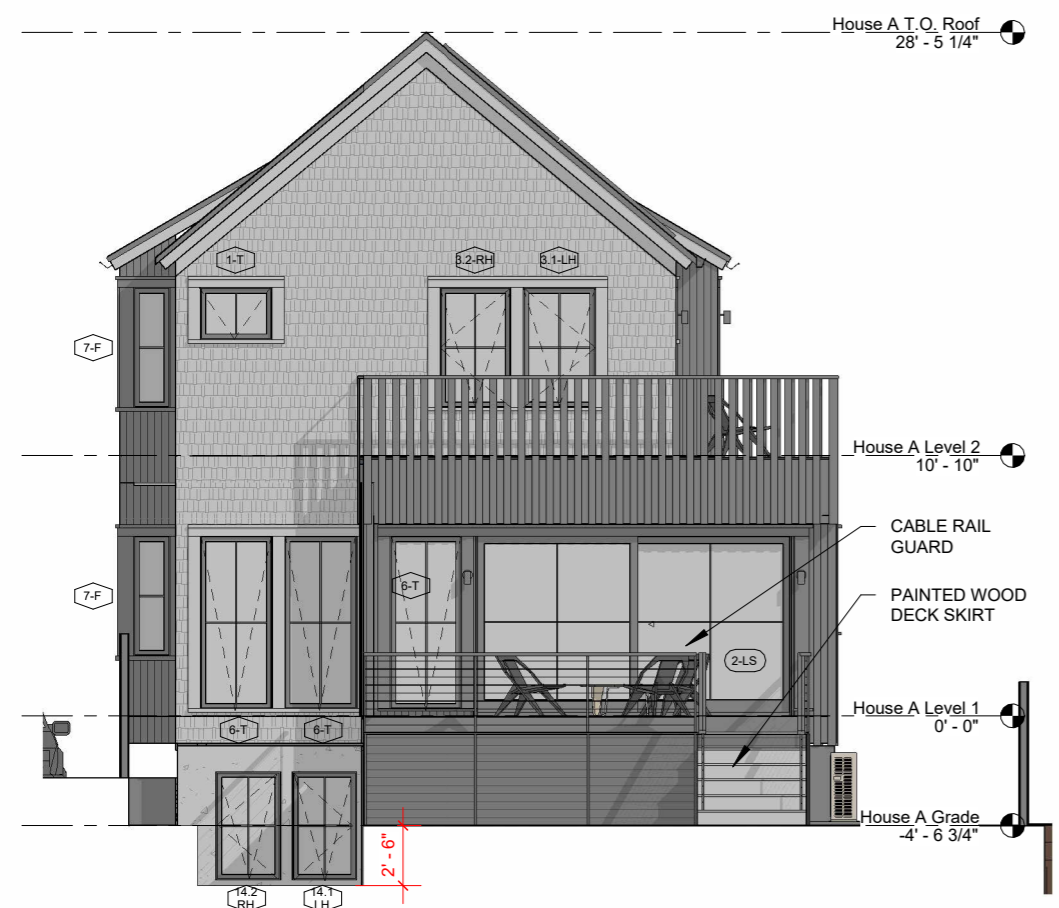 House A T.O. Roof
28' - 5 1/4"
1-T
3.2-RH
3.1-LH
7-F
House A Level 2
10' - 10"
CABLE RAIL
GUARD
6-T
7-F
PAINTED WOOD
DECK SKIRT
2-LS
House A Level 1
0' - 0"
6-T
6-T
House A Grade
-4' - 6 3/4"
2' - 6"
14.2
RH
14.1
LH